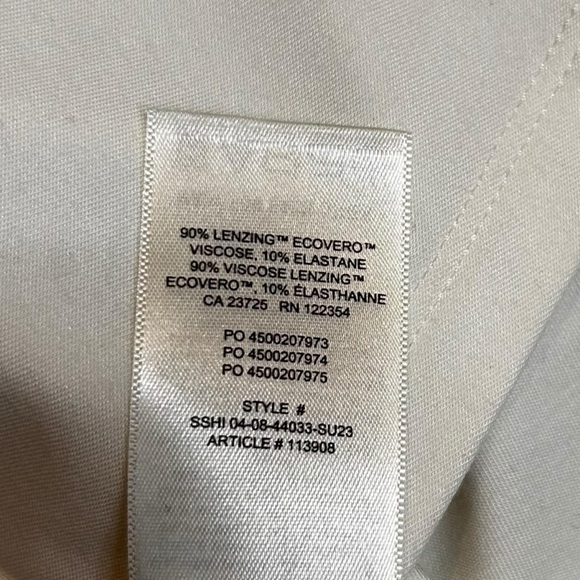 90% LENZING™ ECOVERO™
VISCOSE, 10% ELASTANE
90% VISCOSE LENZING™
ECOVERO™, 10% ÉLASTHANNE
CA 23725 RN 122354
PO 4500207973
PO 4500207974
PO 4500207975
STYLE #
SSHI 04-08-44033-SU23
ARTICLE # 113908